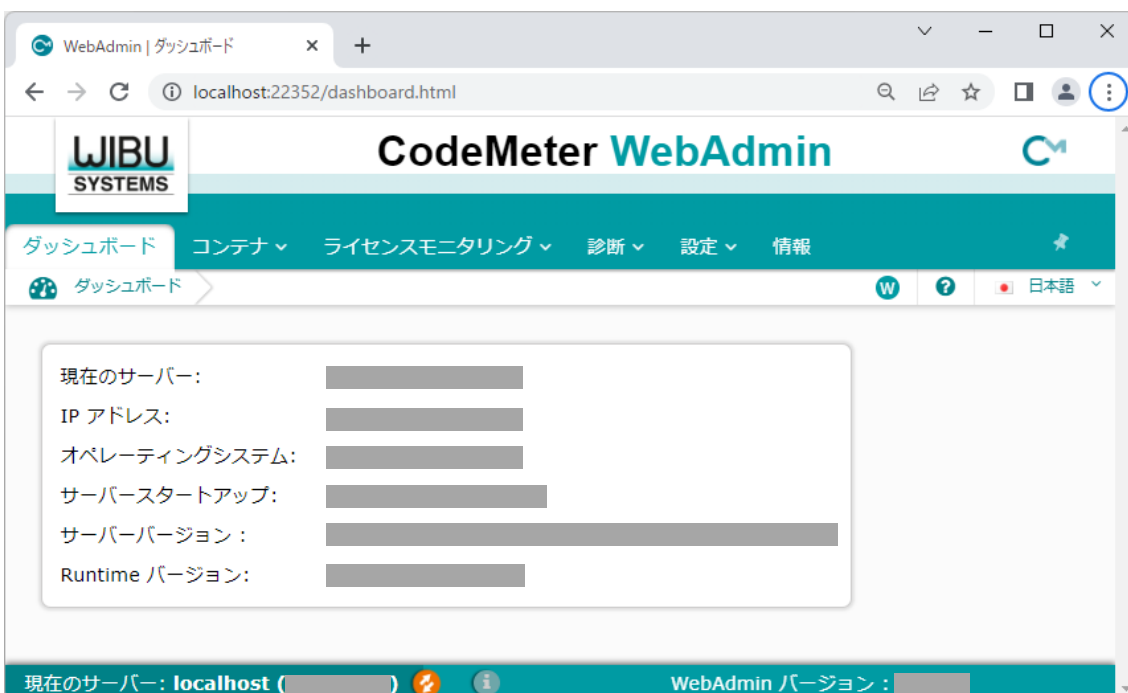 WebAdmin | ダッシュボード
localhost:22352/dashboard.html
WIBU
SYSTEMS
CodeMeter WebAdmin
ダッシュボード コンテナ ライセンスモニタリング 診断 設定 情報
ダッシュボード W ? 日本語
現在のサーバー:
IP アドレス:
オペレーティングシステム:
サーバースタートアップ:
サーバーバージョン :
Runtime バージョン:
現在のサーバー: localhost ( ) WebAdmin バージョン :